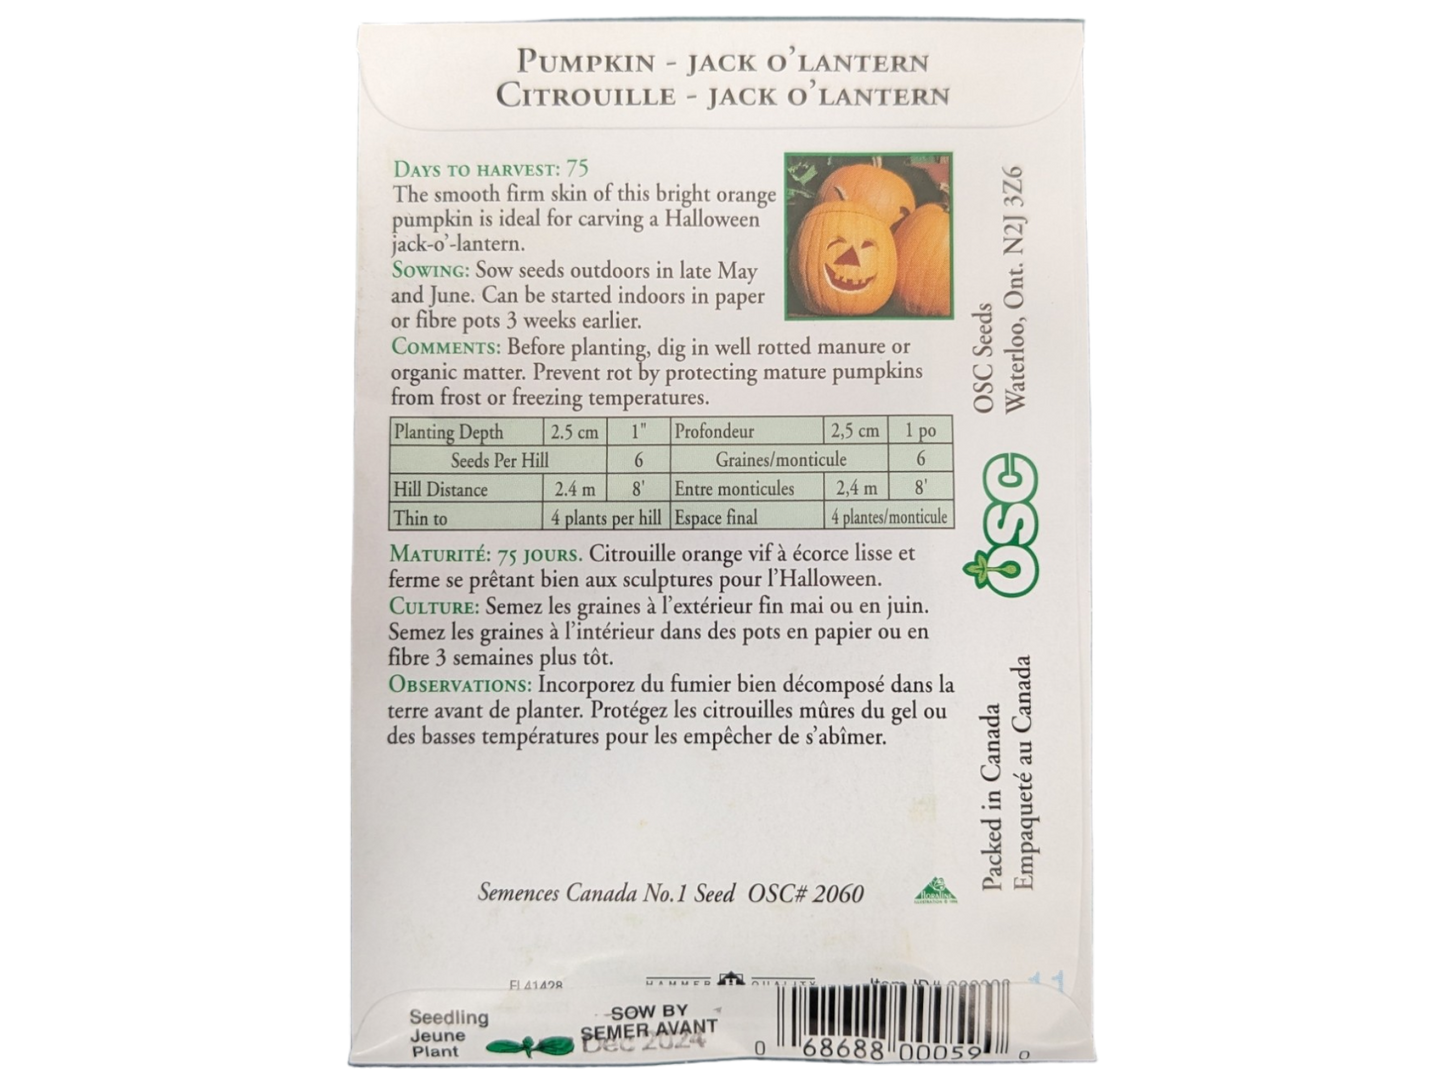 PUMPKIN - JACK O'LANTERN
CITROUILLE - JACK O'LANTERN
DAYS TO HARVEST: 75
The smooth firm skin of this bright orange
pumpkin is ideal for carving a Halloween
jack-o'-lantern.
SOWING: Sow seeds outdoors in late May
and June. Can be started indoors in paper
or fibre pots 3 weeks earlier.
COMMENTS: Before planting, dig in well rotted manure or
organic matter. Prevent rot by protecting mature pumpkins
from frost or freezing temperatures.
Planting Depth 2.5 cm 1" Profondeur 2,5 cm 1 po
Seeds Per Hill 6 Graines/monticule 6
Hill Distance 2.4 m 8' Entre monticules 2,4 m 8'
Thin to 4 plants per hill Espace final 4 plantes/monticule
MATURITÉ: 75 JOURS. Citrouille orange vif à écorce lisse et
ferme se prêtant bien aux sculptures pour l'Halloween.
CULTURE: Semez les graines à l'extérieur fin mai ou en juin.
Semez les graines à l'intérieur dans des pots en papier ou en
fibre 3 semaines plus tôt.
OBSERVATIONS: Incorporez du fumier bien décomposé dans la
terre avant de planter. Protégez les citrouilles mûres du gel ou
des basses températures pour les empêcher de s'abîmer.
Semences Canada No.1 Seed OSC# 2060
OSC Seeds
Waterloo, Ont. N2J 3Z6
OSC
Packed in Canada
Empaqueté au Canada
11
Seedling
Jeune
Plant
SOW BY
SEMER AVANT
Dec 2024
0 68688 00059 0